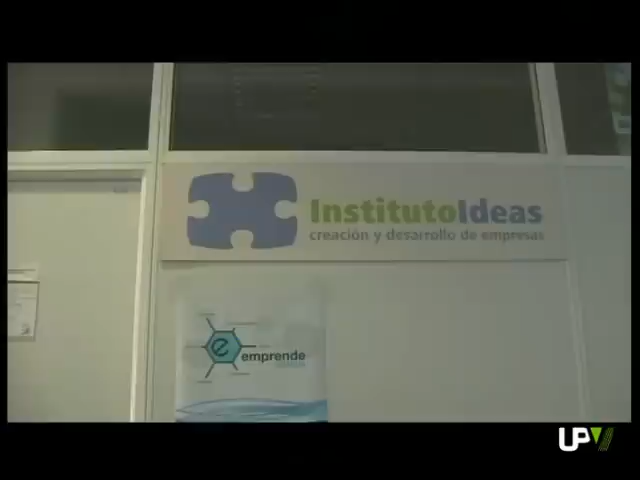 InstitutoIdeas
creación y desarrollo de empresas
e emprende
UPV